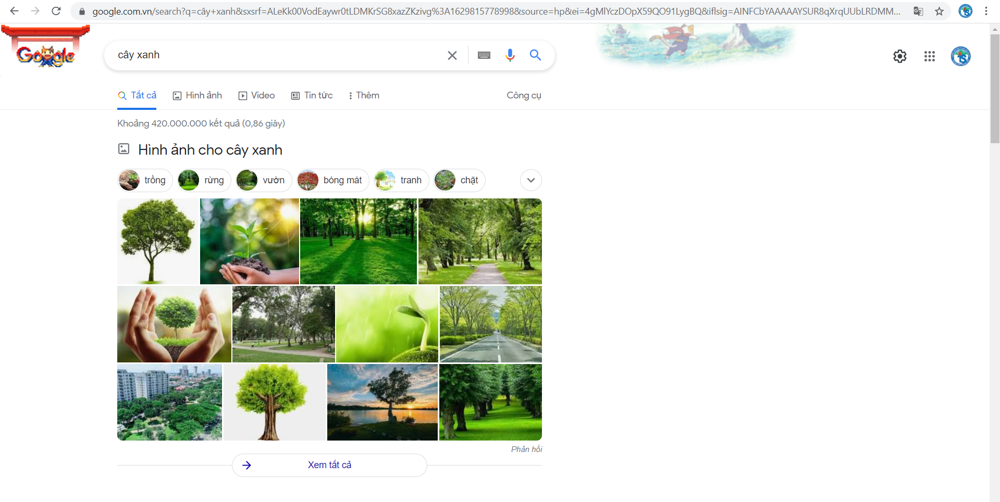 google.com.vn/search?q=cây+xanh&sxsrf=ALeKk00VodEaywr0tLDMKrSG8xazZKzivg%3A1629815778998&source=hp&ei=4gMlYczDOpX59QO91LygBQ&iflsig=AINFCbYAAAAAYSUR8qXrqUUbLRDMM...
Google
cây xanh
Tất cả Hình ảnh Video Tin tức Thêm Công cụ
Khoảng 420.000.000 kết quả (0,86 giây)
Hình ảnh cho cây xanh
trồng rừng vườn bóng mát tranh chặt
Phản hồi
Xem tất cả